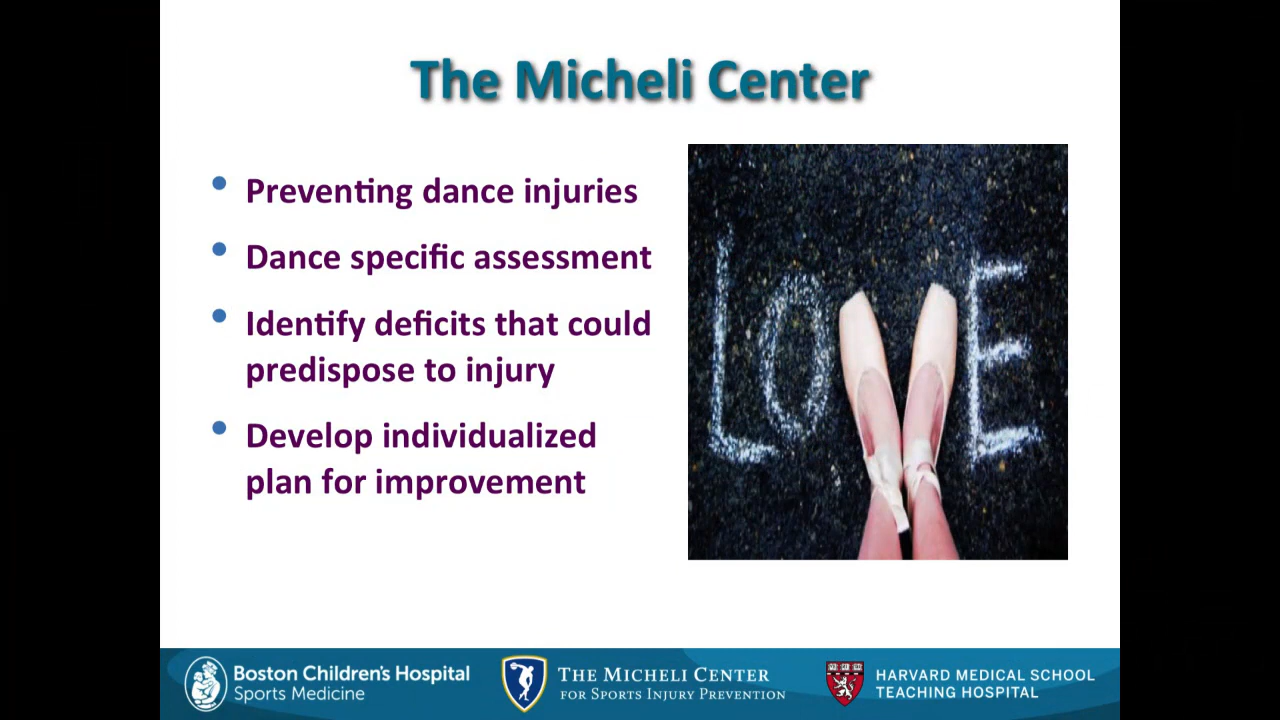 The Micheli Center
• Preventing dance injuries
• Dance specific assessment
• Identify deficits that could
predispose to injury
• Develop individualized
plan for improvement
LO E
Boston Children's Hospital
Sports Medicine
THE MICHELI CENTER
FOR SPORTS INJURY PREVENTION
HARVARD MEDICAL SCHOOL
TEACHING HOSPITAL